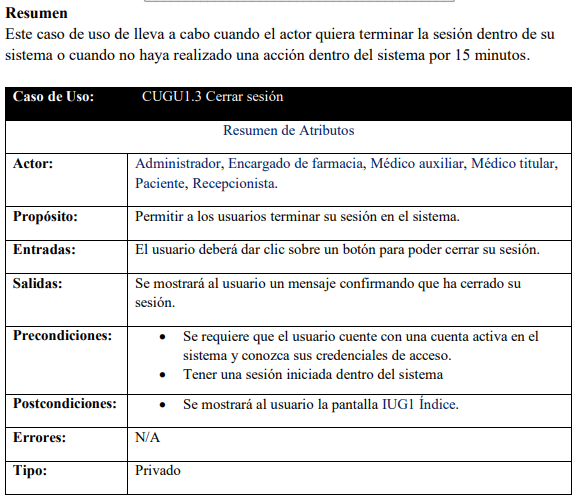 Resumen
Este caso de uso de lleva a cabo cuando el actor quiera terminar la sesión dentro de su
sistema o cuando no haya realizado una acción dentro del sistema por 15 minutos.
Caso de Uso: CUGU1.3 Cerrar sesión
Resumen de Atributos
Actor: Administrador, Encargado de farmacia, Médico auxiliar, Médico titular,
Paciente, Recepcionista.
Propósito: Permitir a los usuarios terminar su sesión en el sistema.
Entradas: El usuario deberá dar clic sobre un botón para poder cerrar su sesión.
Salidas: Se mostrará al usuario un mensaje confirmando que ha cerrado su
sesión.
Precondiciones: • Se requiere que el usuario cuente con una cuenta activa en el
sistema y conozca sus credenciales de acceso.
• Tener una sesión iniciada dentro del sistema
Postcondiciones: • Se mostrará al usuario la pantalla IUG1 Índice.
Errores: N/A
Tipo: Privado